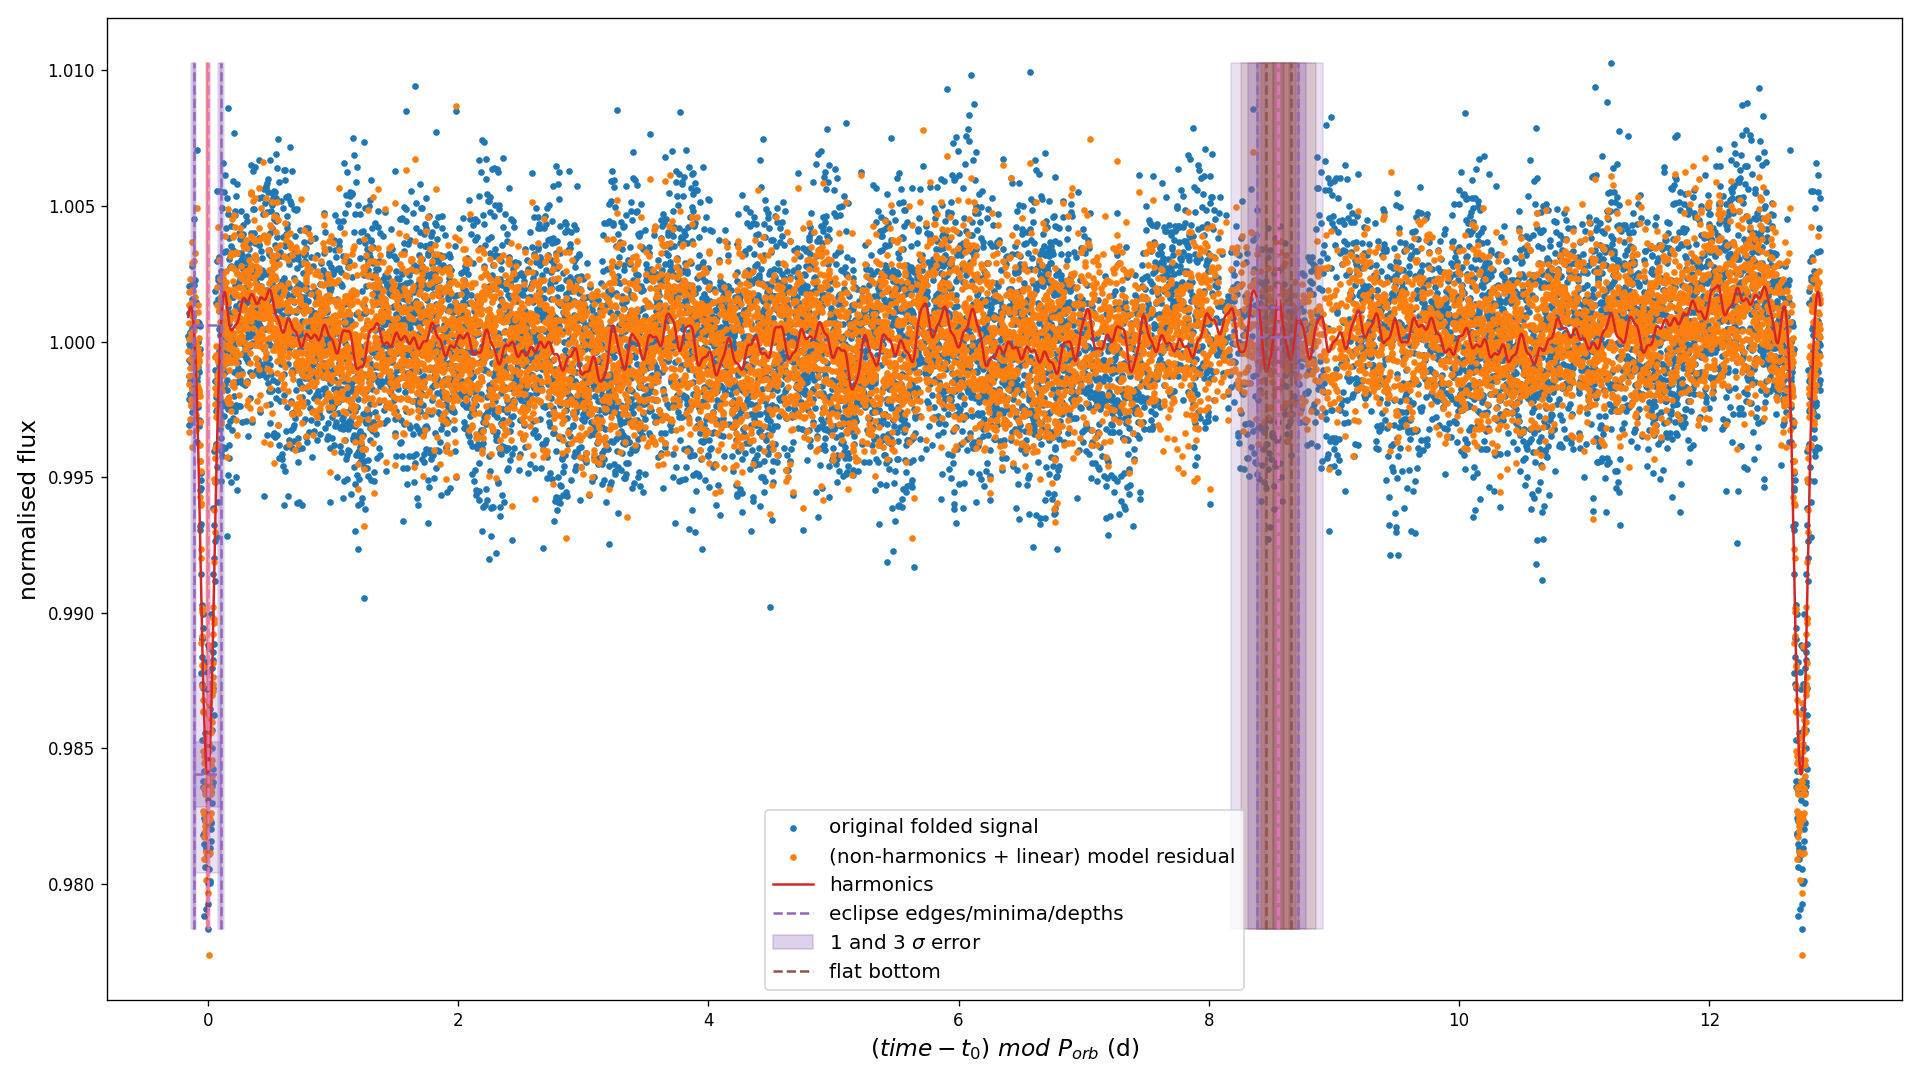 normalised flux
1.010
1.005
1.000
0.995
0.990
0.985
0.980
original folded signal
(non-harmonics + linear) model residual
harmonics
eclipse edges/minima/depths
1 and 3 σ error
flat bottom
0 2 4 6 8 10 12
(time − t₀) mod P_orb (d)